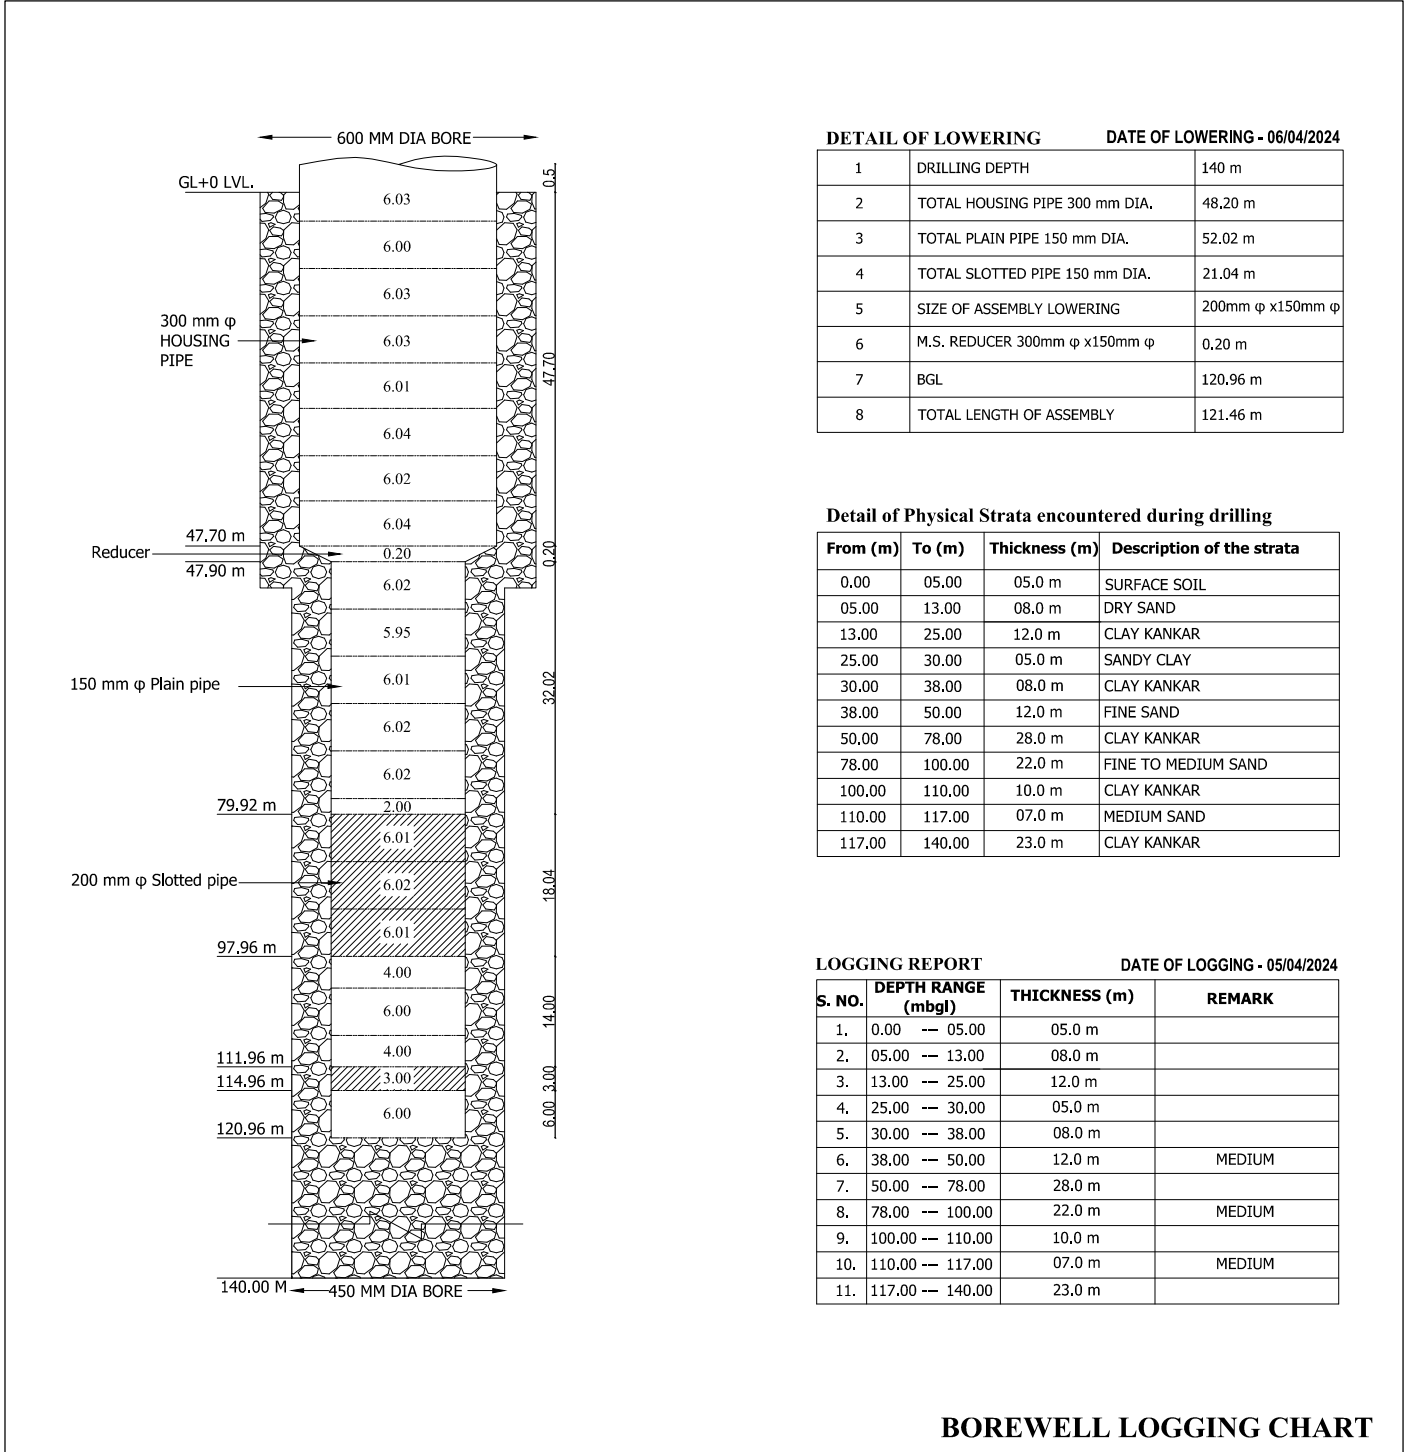 600 MM DIA BORE
GL+0 LVL.
0.5
6.03
6.00
6.03
300 mm φ
HOUSING
PIPE
6.03
47.70
6.01
6.04
6.02
6.04
47.70 m
Reducer
0.20
0.20
47.90 m
6.02
5.95
150 mm φ Plain pipe
6.01
32.02
6.02
6.02
79.92 m
2.00
6.01
200 mm φ Slotted pipe
6.02
18.04
6.01
97.96 m
4.00
6.00
14.00
4.00
111.96 m
3.00
3.00
114.96 m
6.00
6.00
120.96 m
140.00 M
450 MM DIA BORE
DETAIL OF LOWERING DATE OF LOWERING - 06/04/2024
1 DRILLING DEPTH 140 m
2 TOTAL HOUSING PIPE 300 mm DIA. 48.20 m
3 TOTAL PLAIN PIPE 150 mm DIA. 52.02 m
4 TOTAL SLOTTED PIPE 150 mm DIA. 21.04 m
5 SIZE OF ASSEMBLY LOWERING 200mm φ x150mm φ
6 M.S. REDUCER 300mm φ x150mm φ 0.20 m
7 BGL 120.96 m
8 TOTAL LENGTH OF ASSEMBLY 121.46 m
Detail of Physical Strata encountered during drilling
From (m) To (m) Thickness (m) Description of the strata
0.00 05.00 05.0 m SURFACE SOIL
05.00 13.00 08.0 m DRY SAND
13.00 25.00 12.0 m CLAY KANKAR
25.00 30.00 05.0 m SANDY CLAY
30.00 38.00 08.0 m CLAY KANKAR
38.00 50.00 12.0 m FINE SAND
50.00 78.00 28.0 m CLAY KANKAR
78.00 100.00 22.0 m FINE TO MEDIUM SAND
100.00 110.00 10.0 m CLAY KANKAR
110.00 117.00 07.0 m MEDIUM SAND
117.00 140.00 23.0 m CLAY KANKAR
LOGGING REPORT DATE OF LOGGING - 05/04/2024
S. NO. DEPTH RANGE (mbgl) THICKNESS (m) REMARK
1. 0.00 --- 05.00 05.0 m
2. 05.00 --- 13.00 08.0 m
3. 13.00 --- 25.00 12.0 m
4. 25.00 --- 30.00 05.0 m
5. 30.00 --- 38.00 08.0 m
6. 38.00 --- 50.00 12.0 m MEDIUM
7. 50.00 --- 78.00 28.0 m
8. 78.00 --- 100.00 22.0 m MEDIUM
9. 100.00 --- 110.00 10.0 m
10. 110.00 --- 117.00 07.0 m MEDIUM
11. 117.00 --- 140.00 23.0 m
BOREWELL LOGGING CHART